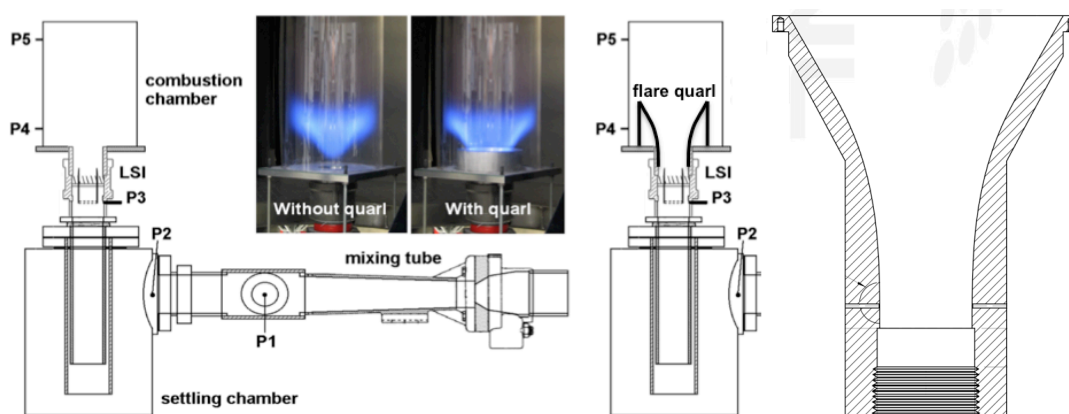 P5
combustion
chamber
P4
LSI
P3
P2
mixing tube
P1
settling chamber
Without quarl
With quarl
P5
flare quarl
P4
LSI
P3
P2